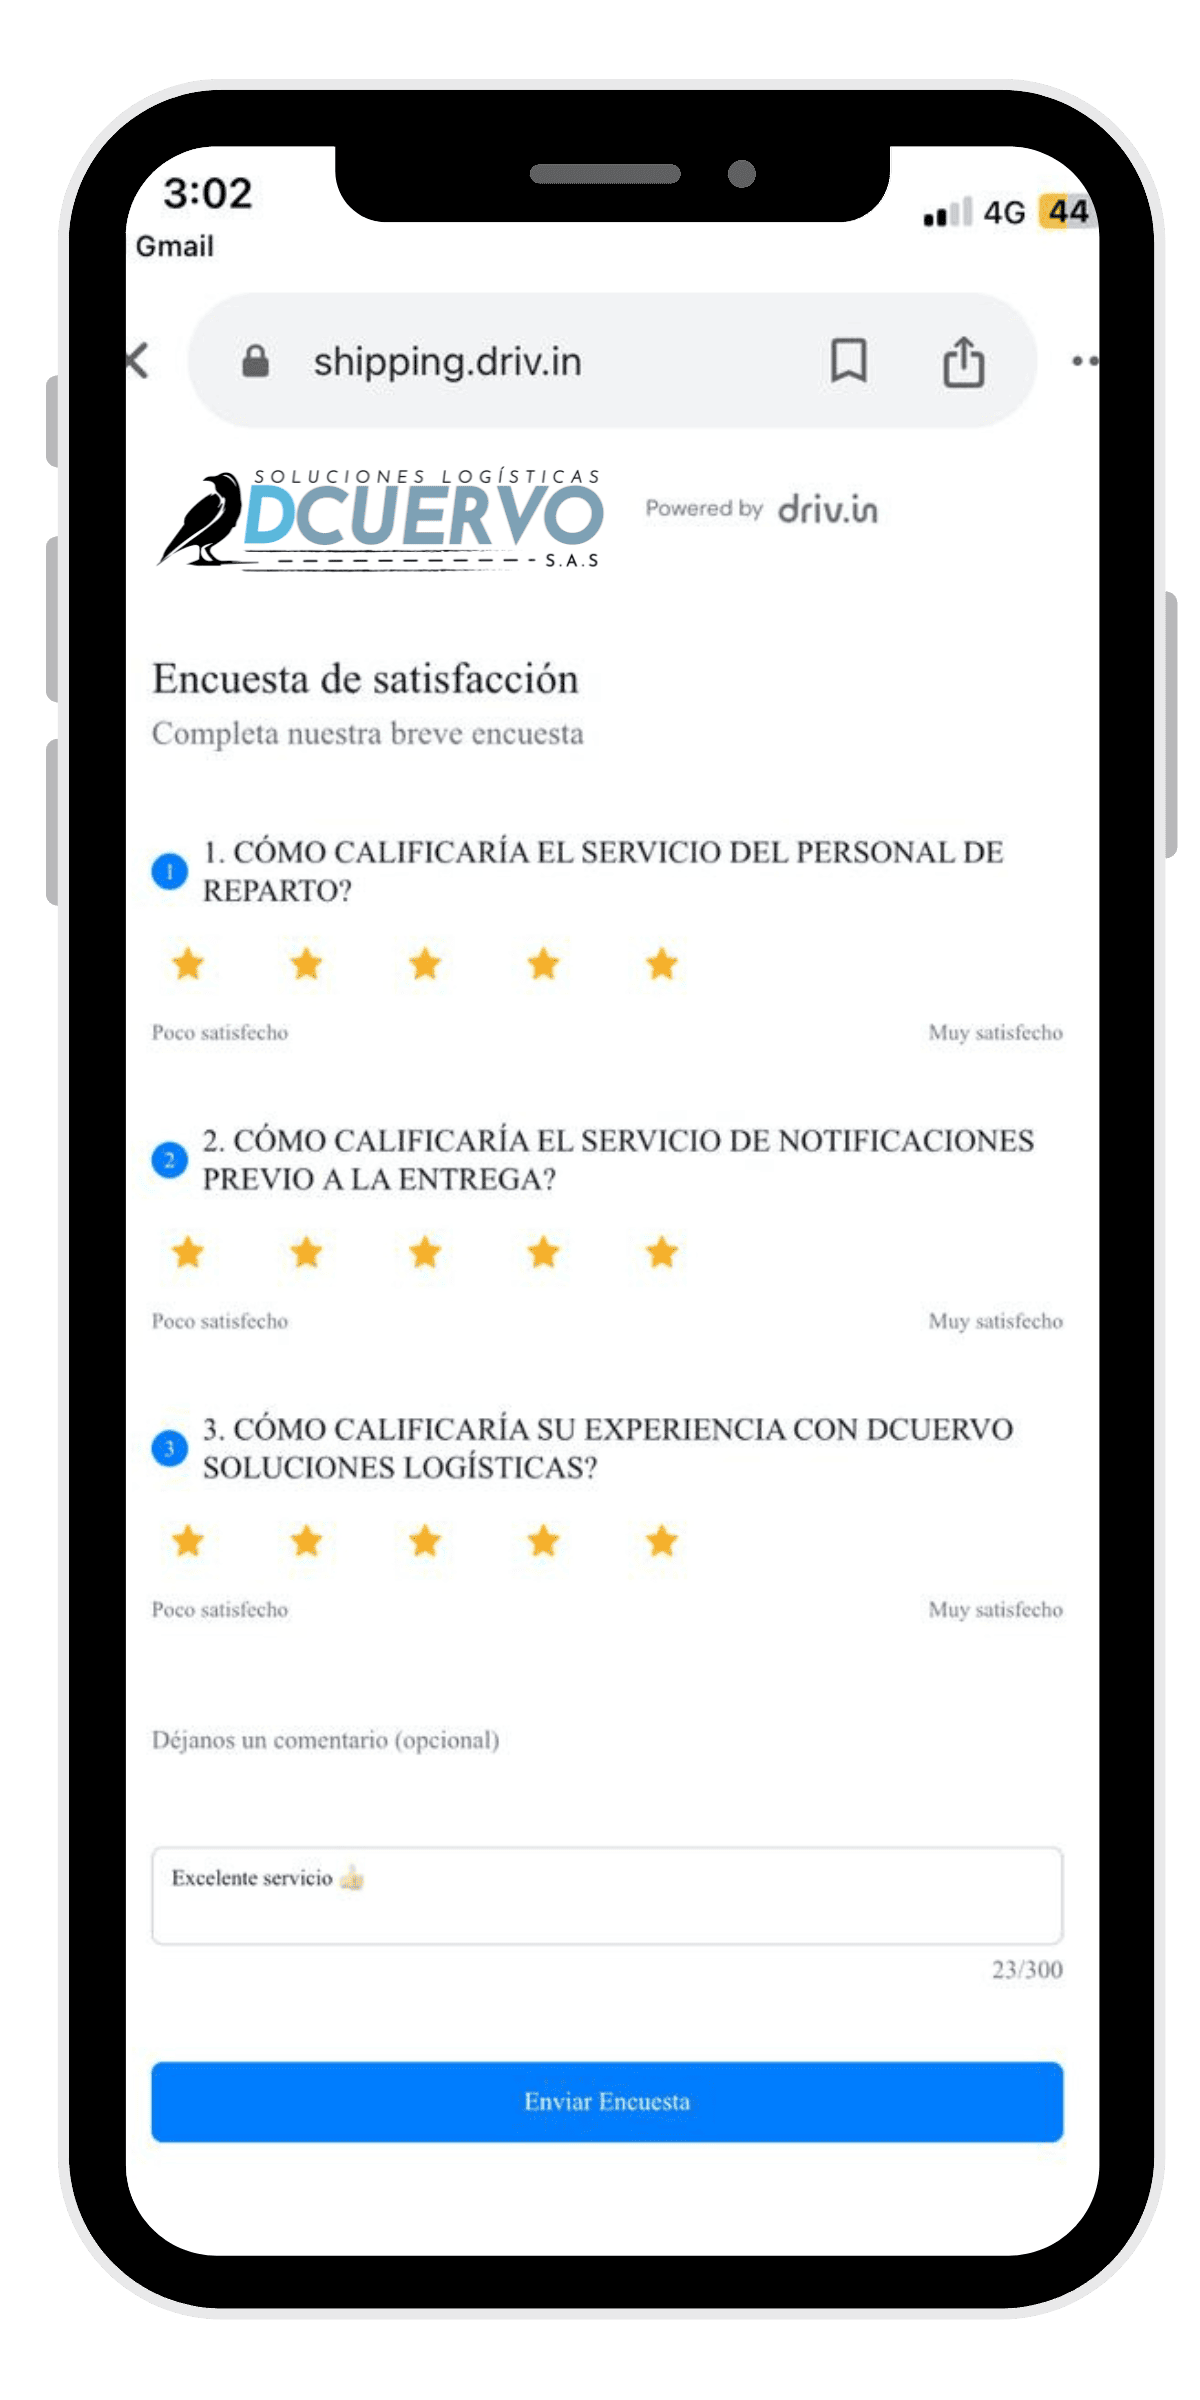 3:02
4G 44
Gmail
shipping.driv.in
SOLUCIONES LOGÍSTICAS
DCUERVO
S.A.S
Powered by driv.in
Encuesta de satisfacción
Completa nuestra breve encuesta
1 1. CÓMO CALIFICARÍA EL SERVICIO DEL PERSONAL DE
REPARTO?
Poco satisfecho Muy satisfecho
2 2. CÓMO CALIFICARÍA EL SERVICIO DE NOTIFICACIONES
PREVIO A LA ENTREGA?
Poco satisfecho Muy satisfecho
3 3. CÓMO CALIFICARÍA SU EXPERIENCIA CON DCUERVO
SOLUCIONES LOGÍSTICAS?
Poco satisfecho Muy satisfecho
Déjanos un comentario (opcional)
Excelente servicio 👍
23/300
Enviar Encuesta